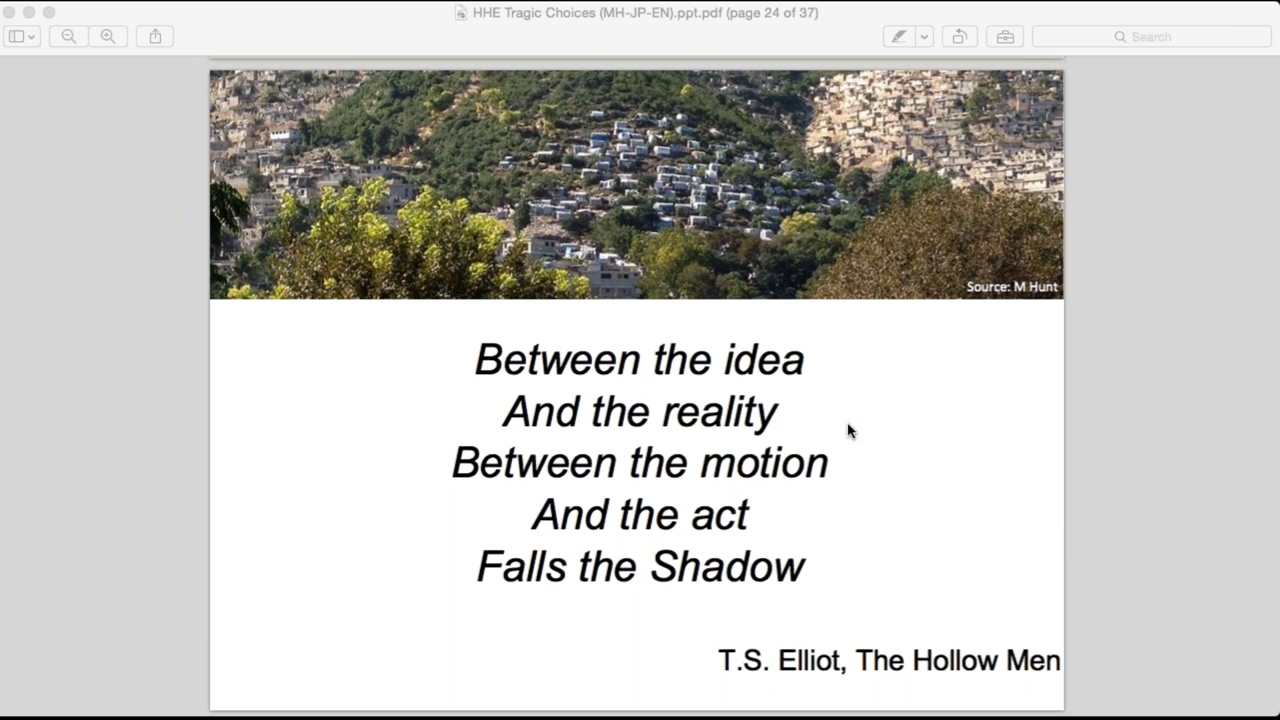 HHE Tragic Choices (MH-JP-EN).ppt.pdf (page 24 of 37)
Search
Source: M Hunt
Between the idea
And the reality
Between the motion
And the act
Falls the Shadow
T.S. Elliot, The Hollow Men